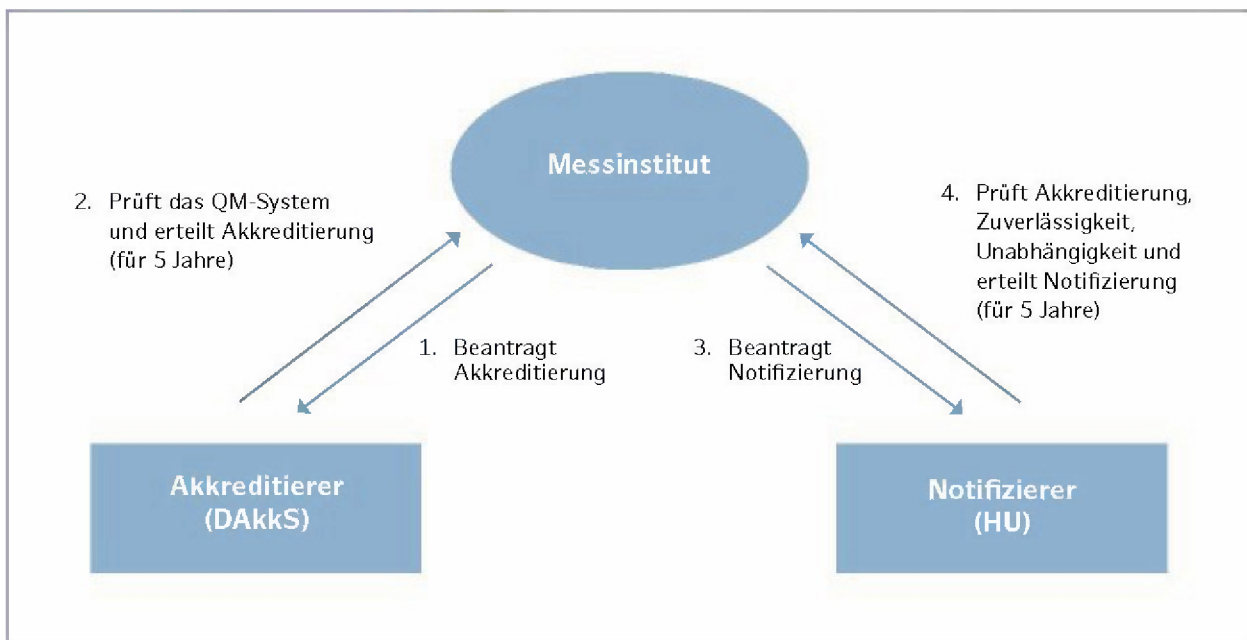 Messinstitut
2. Prüft das QM-System
und erteilt Akkreditierung
(für 5 Jahre)
4. Prüft Akkreditierung,
Zuverlässigkeit,
Unabhängigkeit und
erteilt Notifizierung
(für 5 Jahre)
1. Beantragt
Akkreditierung
3. Beantragt
Notifizierung
Akkreditierer
(DAkkS)
Notifizierer
(HU)